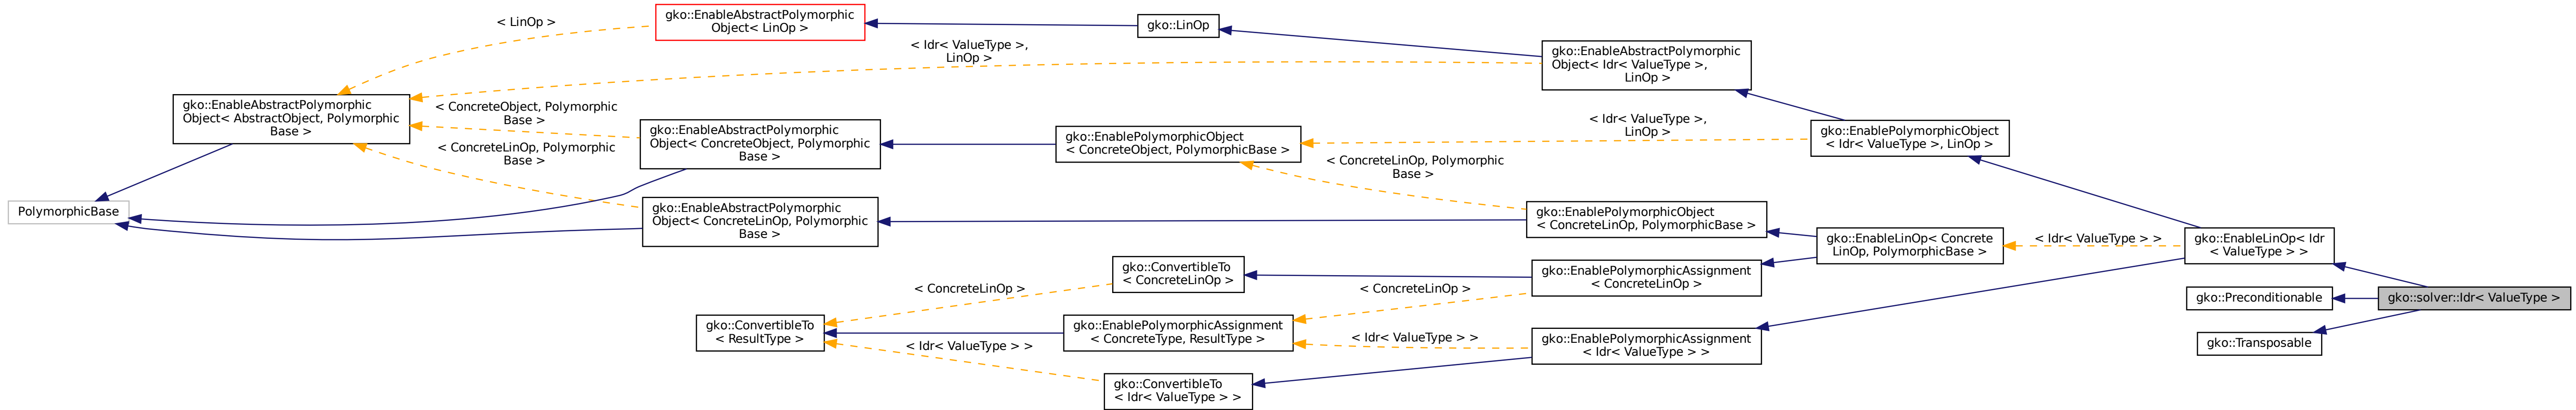 PolymorphicBase
gko::EnableAbstractPolymorphic
Object< AbstractObject, Polymorphic
Base >
< LinOp >
gko::EnableAbstractPolymorphic
Object< LinOp >
gko::LinOp
< Idr< ValueType >,
LinOp >
gko::EnableAbstractPolymorphic
Object< Idr< ValueType >,
LinOp >
< ConcreteObject, Polymorphic
Base >
gko::EnableAbstractPolymorphic
Object< ConcreteObject, Polymorphic
Base >
gko::EnablePolymorphicObject
< ConcreteObject, PolymorphicBase >
< Idr< ValueType >,
LinOp >
gko::EnablePolymorphicObject
< Idr< ValueType >, LinOp >
< ConcreteLinOp, Polymorphic
Base >
gko::EnableAbstractPolymorphic
Object< ConcreteLinOp, Polymorphic
Base >
< ConcreteLinOp, Polymorphic
Base >
gko::EnablePolymorphicObject
< ConcreteLinOp, PolymorphicBase >
gko::EnableLinOp< Concrete
LinOp, PolymorphicBase >
< Idr< ValueType > >
gko::EnableLinOp< Idr
< ValueType > >
gko::ConvertibleTo
< ConcreteLinOp >
gko::EnablePolymorphicAssignment
< ConcreteLinOp >
< ConcreteLinOp >
< ConcreteLinOp >
gko::Preconditionable
gko::solver::Idr< ValueType >
gko::ConvertibleTo
< ResultType >
gko::EnablePolymorphicAssignment
< ConcreteType, ResultType >
< Idr< ValueType > >
< Idr< ValueType > >
gko::EnablePolymorphicAssignment
< Idr< ValueType > >
gko::Transposable
gko::ConvertibleTo
< Idr< ValueType > >